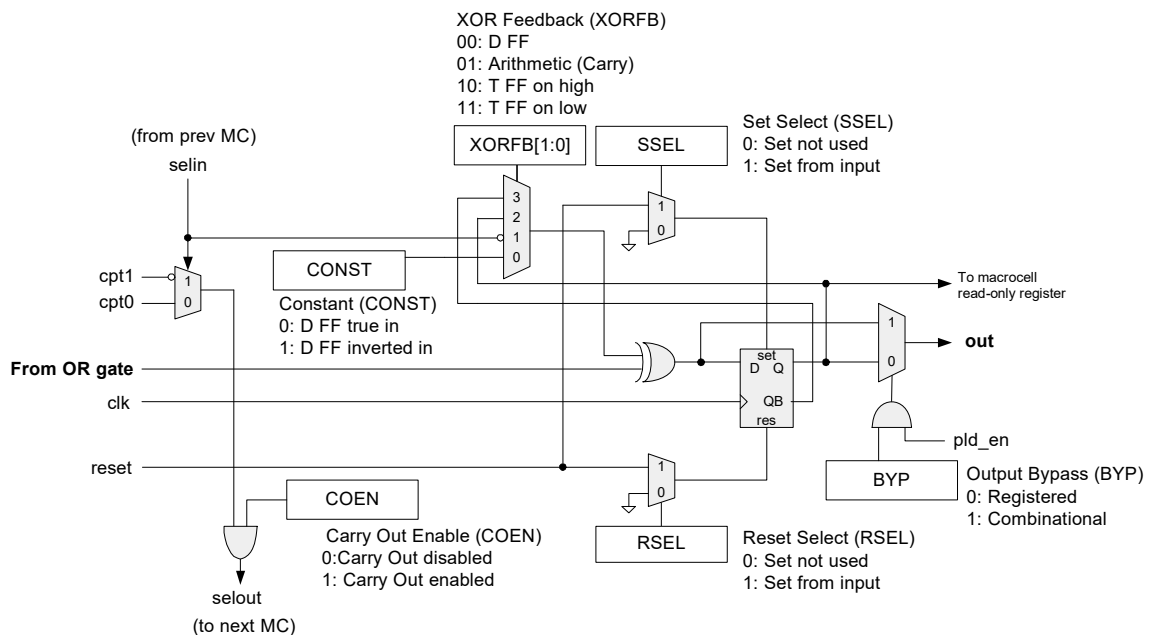 XOR Feedback (XORFB)
00: D FF
01: Arithmetic (Carry)
10: T FF on high
11: T FF on low
(from prev MC)
selin
XORFB[1:0]
SSEL
Set Select (SSEL)
0: Set not used
1: Set from input
3
2
1
0
1
0
CONST
Constant (CONST)
0: D FF true in
1: D FF inverted in
cpt1
cpt0
1
0
To macrocell
read-only register
1
0
out
From OR gate
set
D Q
QB
res
clk
pld_en
reset
1
0
BYP
Output Bypass (BYP)
0: Registered
1: Combinational
COEN
Carry Out Enable (COEN)
0:Carry Out disabled
1: Carry Out enabled
RSEL
Reset Select (RSEL)
0: Set not used
1: Set from input
selout
(to next MC)